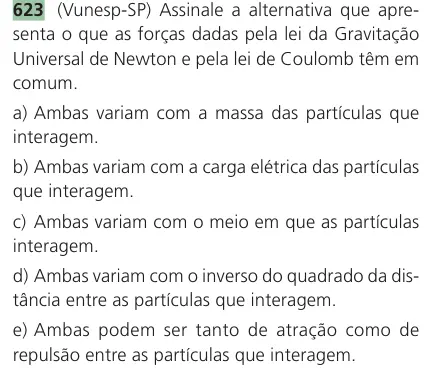 623 (Vunesp-SP) Assinale a alternativa que apre-
senta o que as forças dadas pela lei da Gravitação
Universal de Newton e pela lei de Coulomb têm em
comum.
a) Ambas variam com a massa das partículas que
interagem.
b) Ambas variam com a carga elétrica das partículas
que interagem.
c) Ambas variam com o meio em que as partículas
interagem.
d) Ambas variam com o inverso do quadrado da dis-
tância entre as partículas que interagem.
e) Ambas podem ser tanto de atração como de
repulsão entre as partículas que interagem.